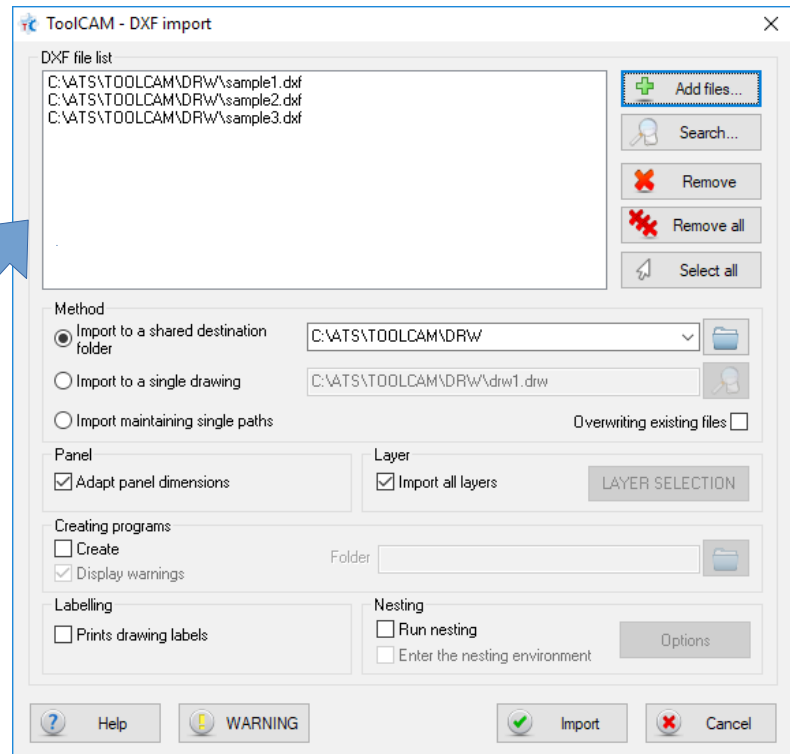 ToolCAM - DXF import
DXF file list
C:\ATS\TOOLCAM\DRW\sample1.dxf
C:\ATS\TOOLCAM\DRW\sample2.dxf
C:\ATS\TOOLCAM\DRW\sample3.dxf
Add files...
Search...
Remove
Remove all
Select all
Method
Import to a shared destination
folder
C:\ATS\TOOLCAM\DRW
Import to a single drawing
C:\ATS\TOOLCAM\DRW\drw1.drw
Import maintaining single paths
Overwriting existing files
Panel
Adapt panel dimensions
Layer
Import all layers
LAYER SELECTION
Creating programs
Create
Display warnings
Folder
Labelling
Prints drawing labels
Nesting
Run nesting
Enter the nesting environment
Options
Help
WARNING
Import
Cancel